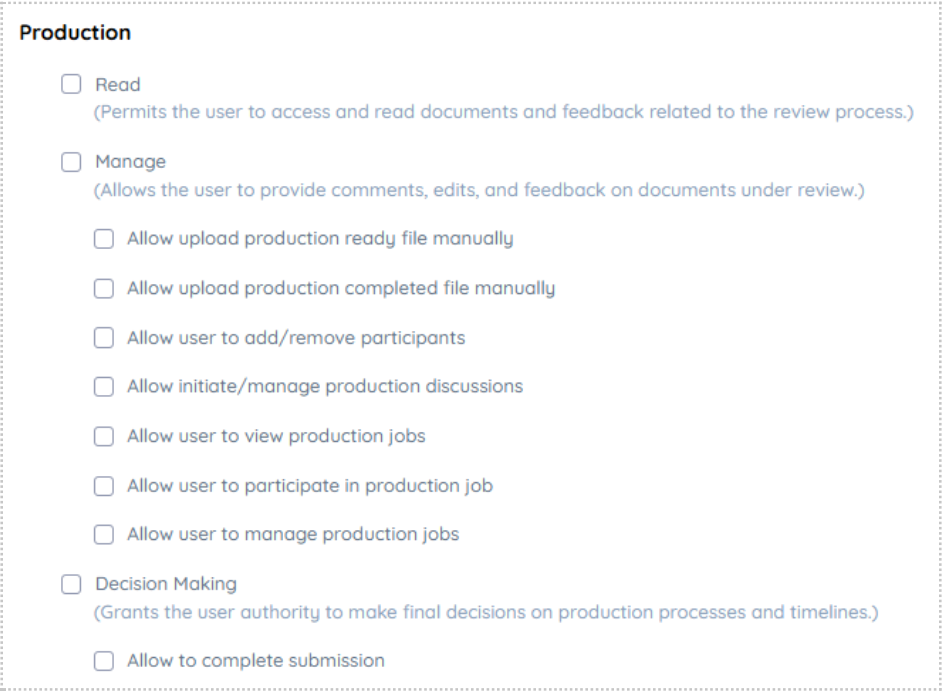 Production
Read
(Permits the user to access and read documents and feedback related to the review process.)
Manage
(Allows the user to provide comments, edits, and feedback on documents under review.)
Allow upload production ready file manually
Allow upload production completed file manually
Allow user to add/remove participants
Allow initiate/manage production discussions
Allow user to view production jobs
Allow user to participate in production job
Allow user to manage production jobs
Decision Making
(Grants the user authority to make final decisions on production processes and timelines.)
Allow to complete submission